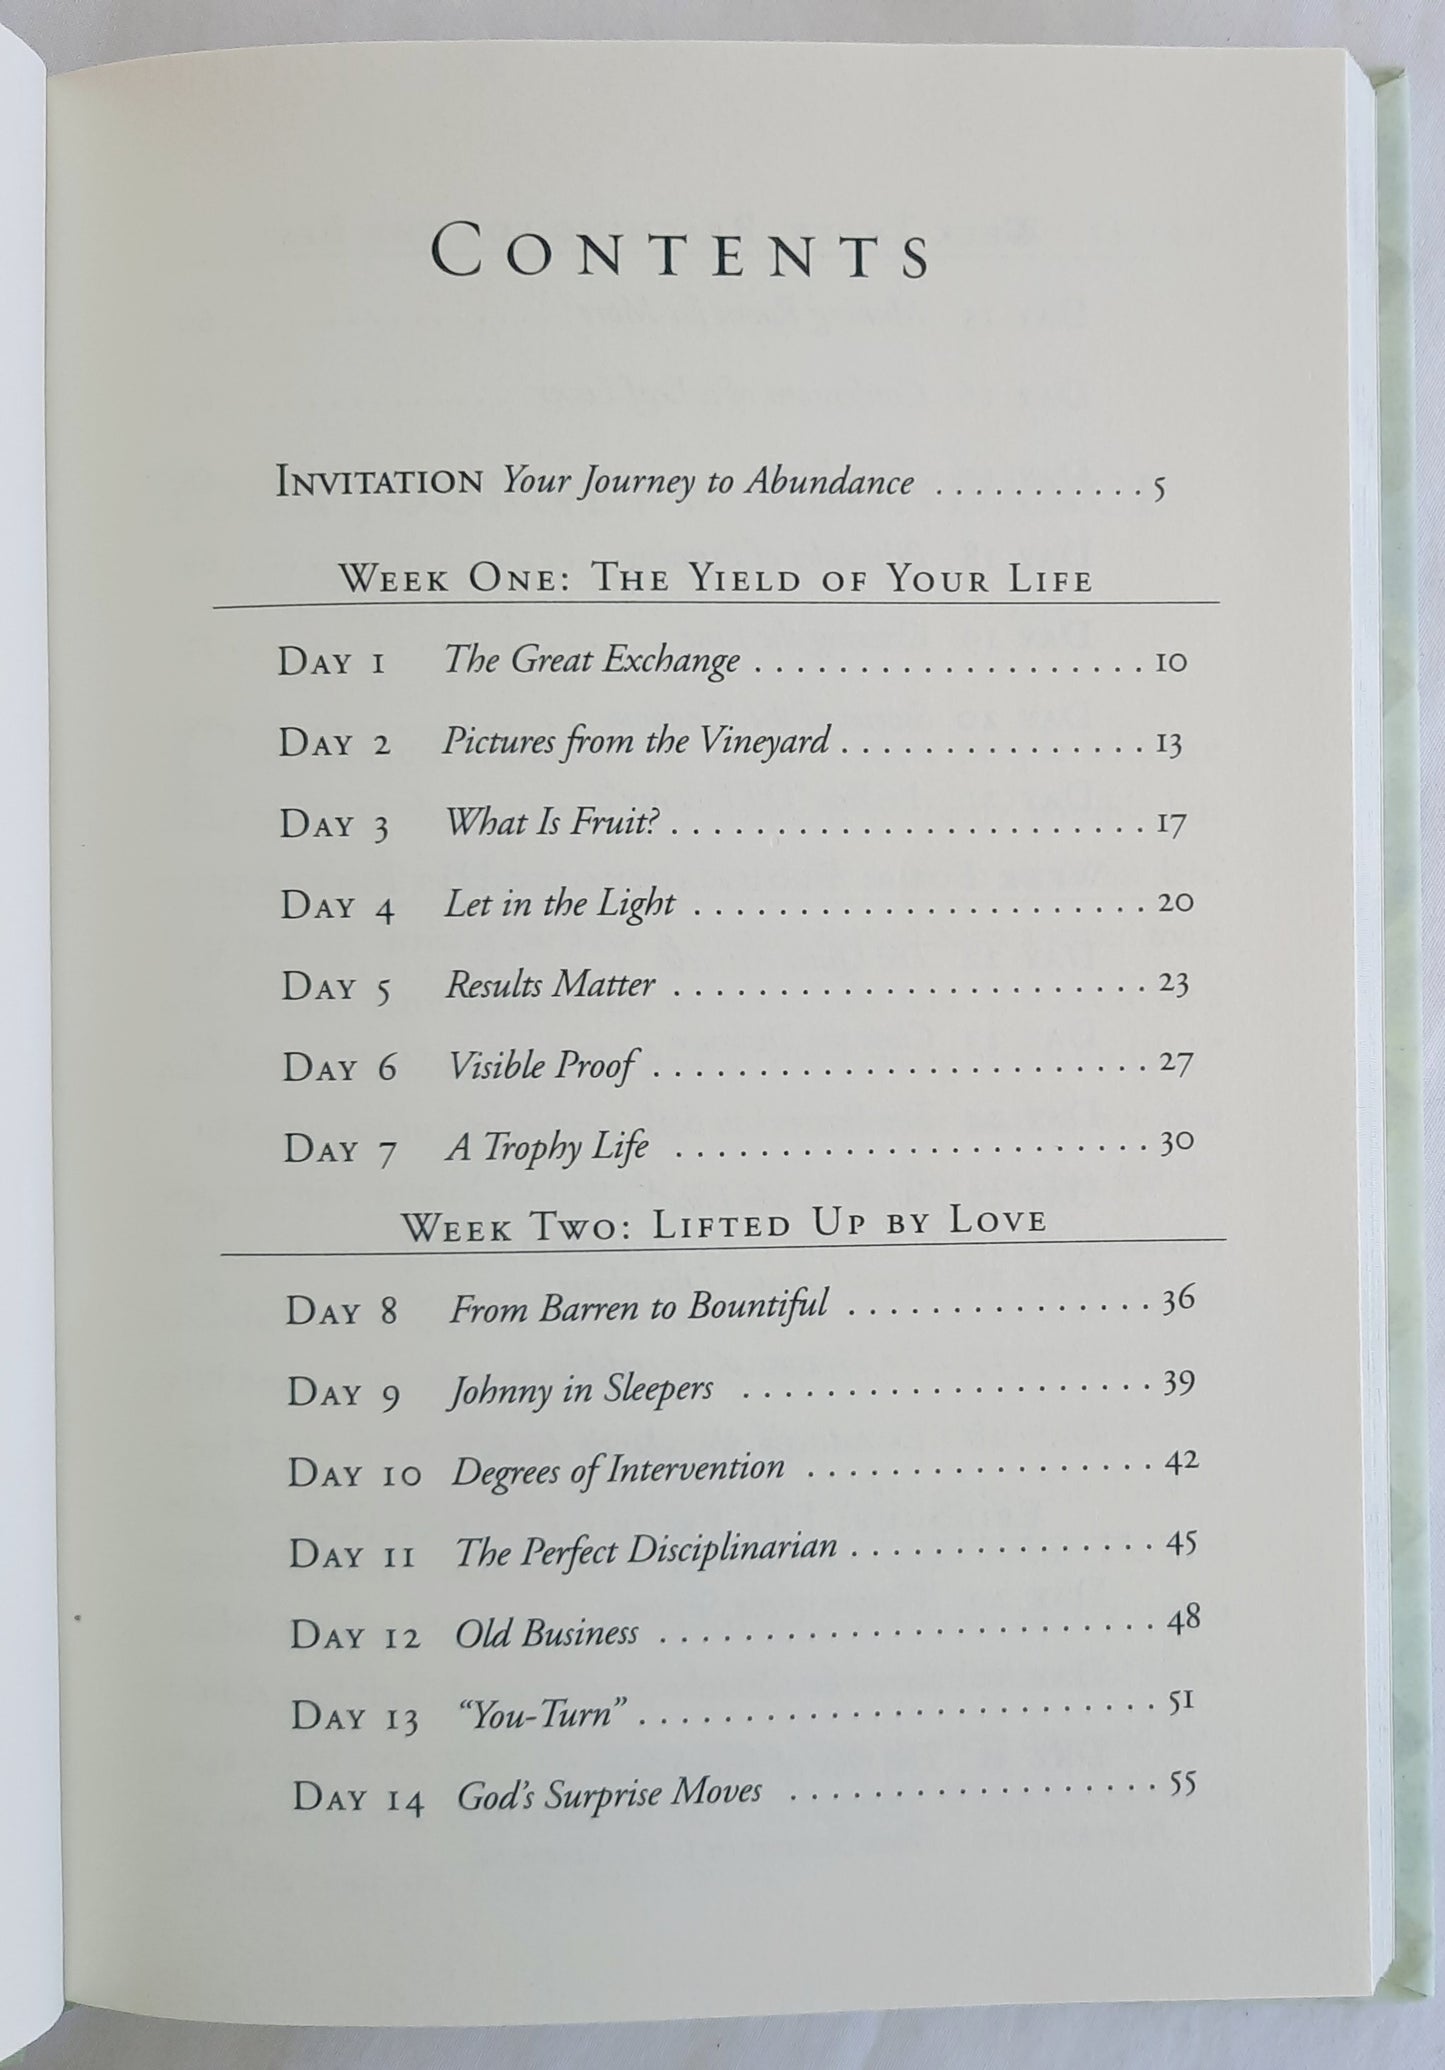 CONTENTS
INVITATION Your Journey to Abundance ........... 5
WEEK ONE: THE YIELD OF YOUR LIFE
DAY 1 The Great Exchange ................... 10
DAY 2 Pictures from the Vineyard ............... 13
DAY 3 What Is Fruit? ....................... 17
DAY 4 Let in the Light ...................... 20
DAY 5 Results Matter ....................... 23
DAY 6 Visible Proof ........................ 27
DAY 7 A Trophy Life ....................... 30
WEEK TWO: LIFTED UP BY LOVE
DAY 8 From Barren to Bountiful ............... 36
DAY 9 Johnny in Sleepers .................... 39
DAY 10 Degrees of Intervention ................. 42
DAY 11 The Perfect Disciplinarian ............... 45
DAY 12 Old Business ........................ 48
DAY 13 “You-Turn” ......................... 51
DAY 14 God’s Surprise Moves .................. 55